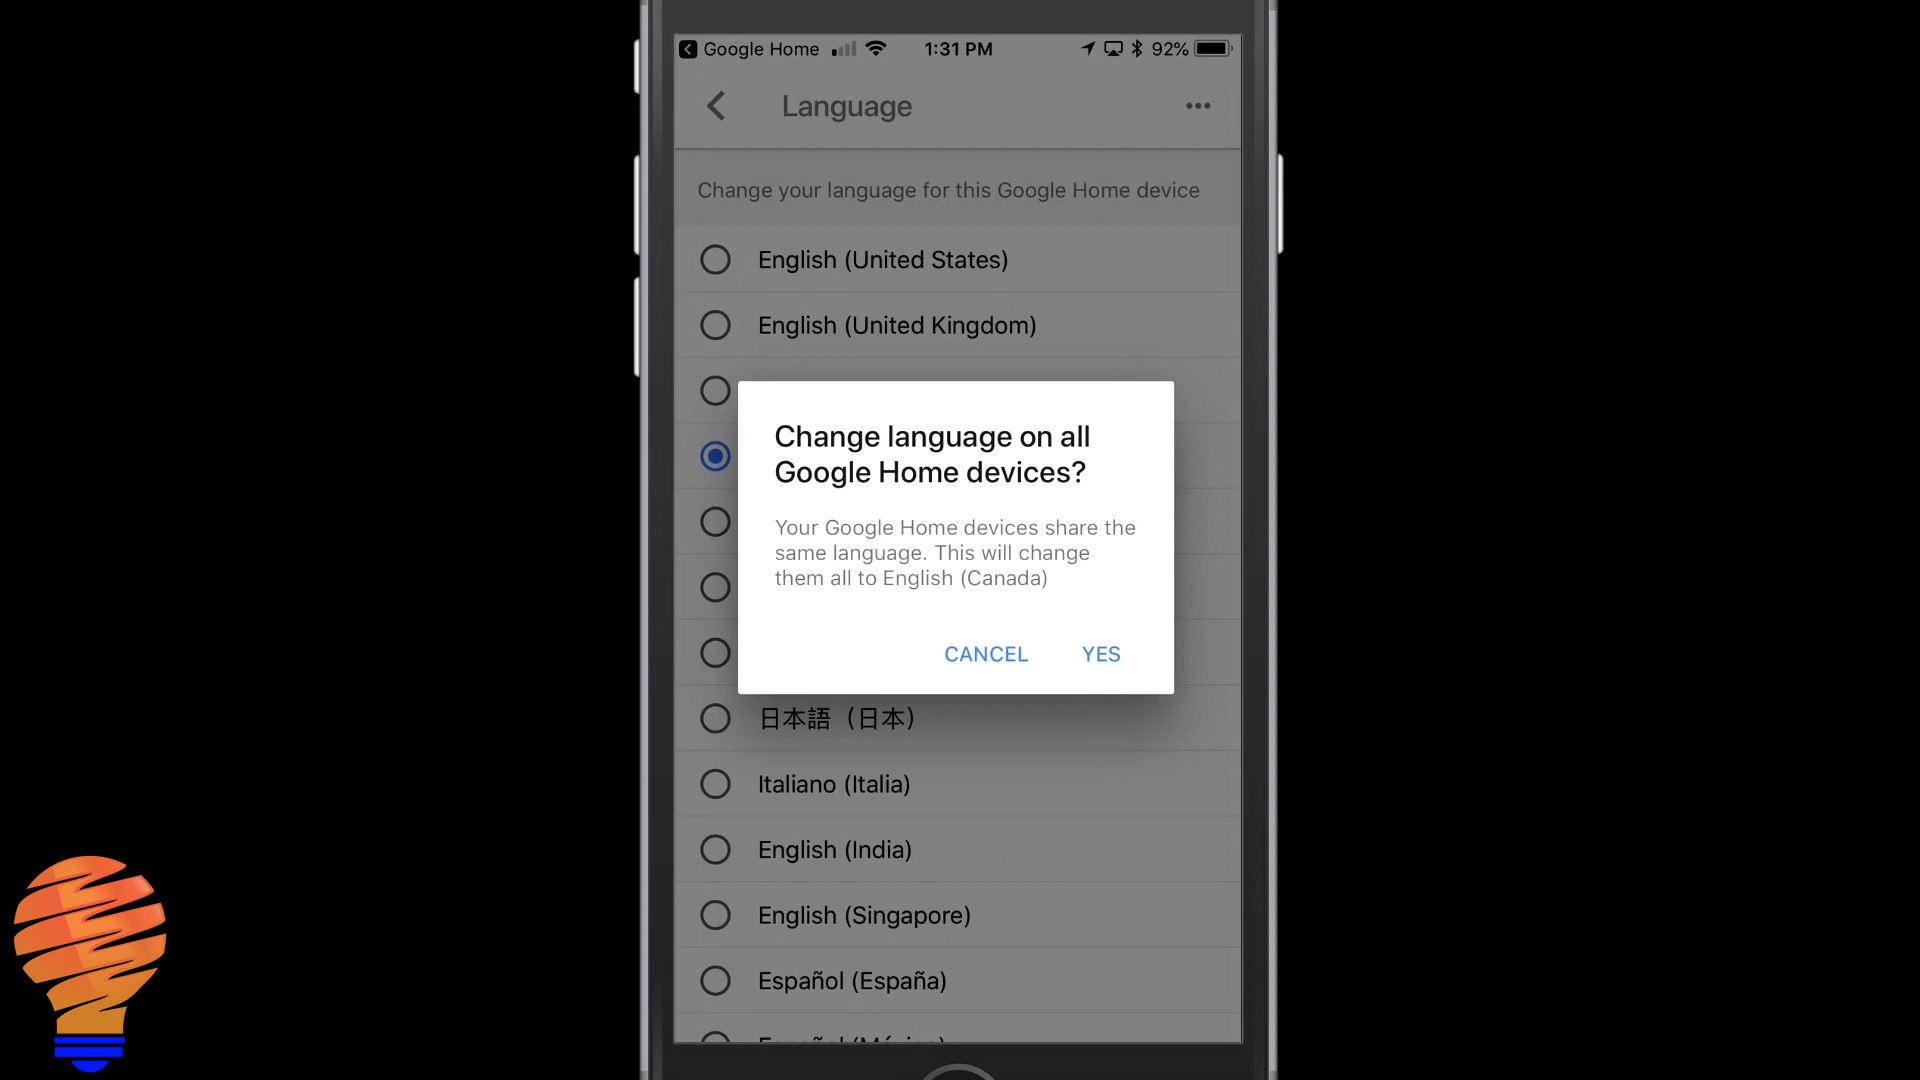 Google Home 1:31 PM 92%
Language
Change your language for this Google Home device
English (United States)
English (United Kingdom)
Change language on all
Google Home devices?
Your Google Home devices share the
same language. This will change
them all to English (Canada)
CANCEL YES
日本語（日本）
Italiano (Italia)
English (India)
English (Singapore)
Español (España)